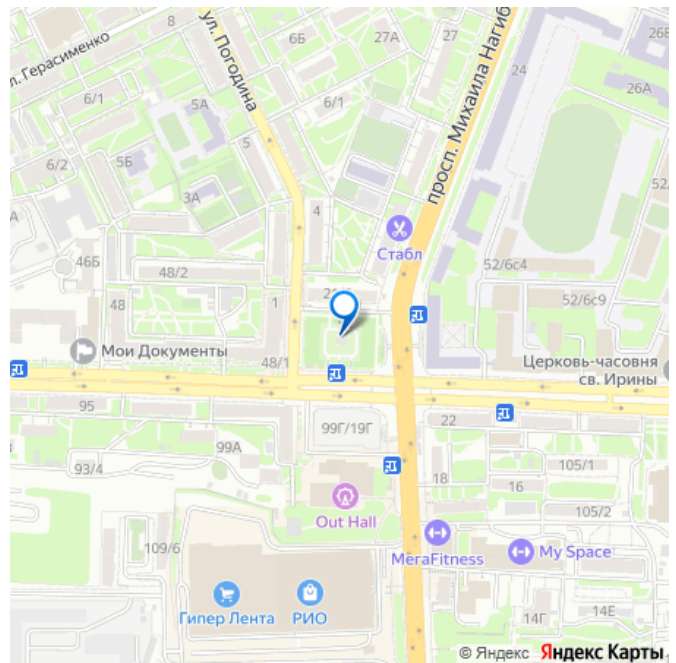 8
6Б
27А
27
26Б
ул. Погодина
л. Герасименко
просп. Михаила Нагиб
24
26А
6/1
5А
6/1
6/2
5Б
5
3А
4
52/
А
Стабл
46Б
48/2
52/6с4
48
1
52/6с9
Мои Документы
48/1
Церковь-часовня
св. Ирины
95
22
99Г/19Г
99А
93/4
18
105/1
16
Out Hall
105/2
МегаFitness
My Space
109/6
Гипер Лента
РИО
14Г
14Е
© Яндекс Яндекс Карты